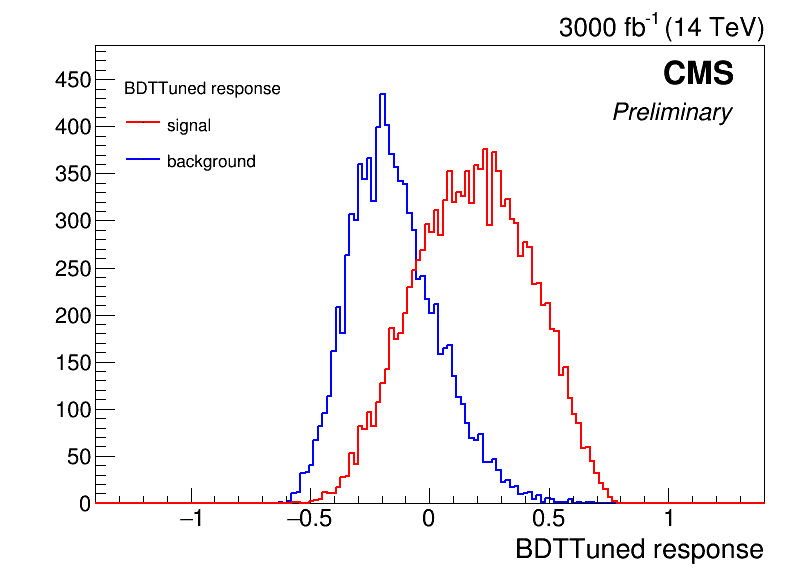 3000 fb-1 (14 TeV)
CMS
Preliminary
BDTTuned response
signal
background
450
400
350
300
250
200
150
100
50
0
−1
−0.5
0
0.5
1
BDTTuned response